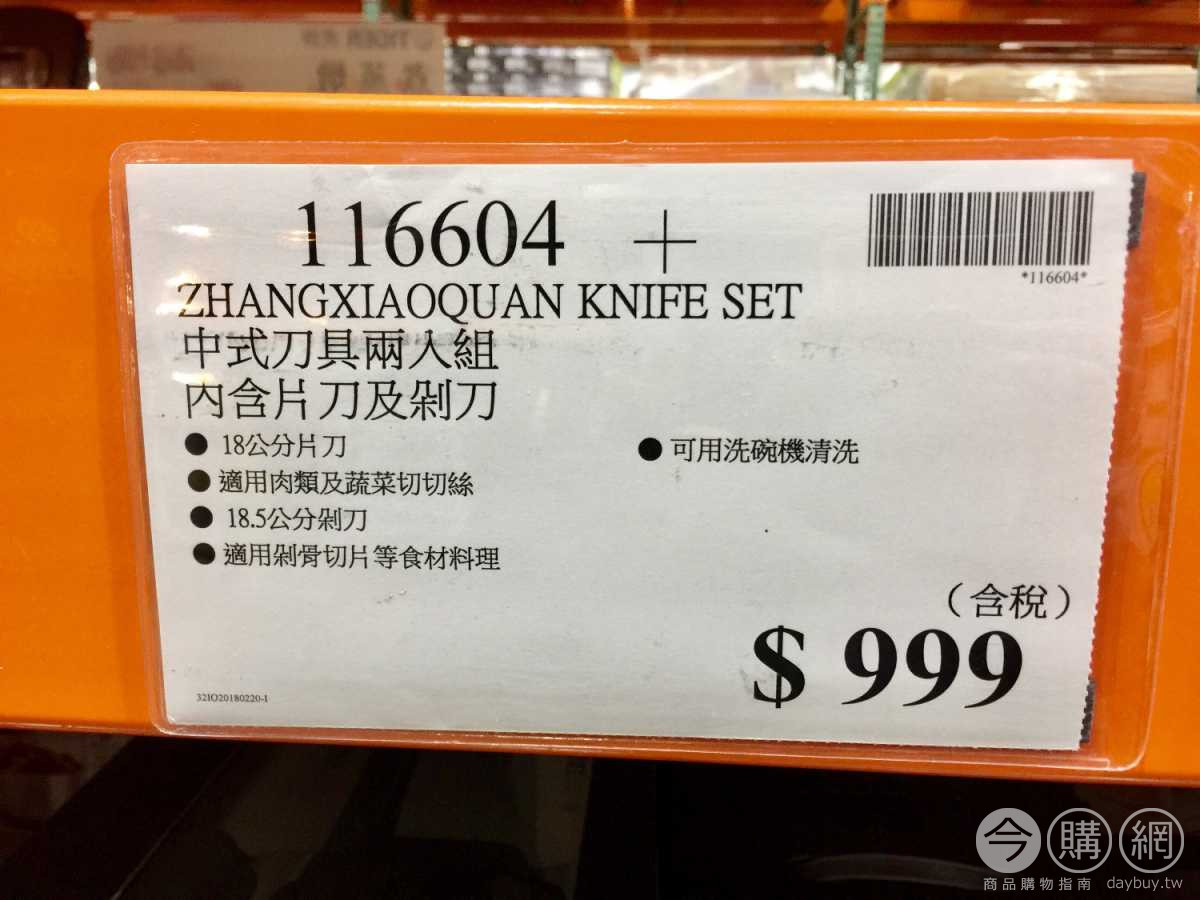 116604 +
*116604*
ZHANGXIAOQUAN KNIFE SET
中式刀具兩入組
內含片刀及剁刀
● 18公分片刀
● 適用肉類及蔬菜切切絲
● 18.5公分剁刀
● 適用剁骨切片等食材料理
● 可用洗碗機清洗
（含稅）
$ 999
32IO20180220-1
今購網
商品購物指南 daybuy.tw